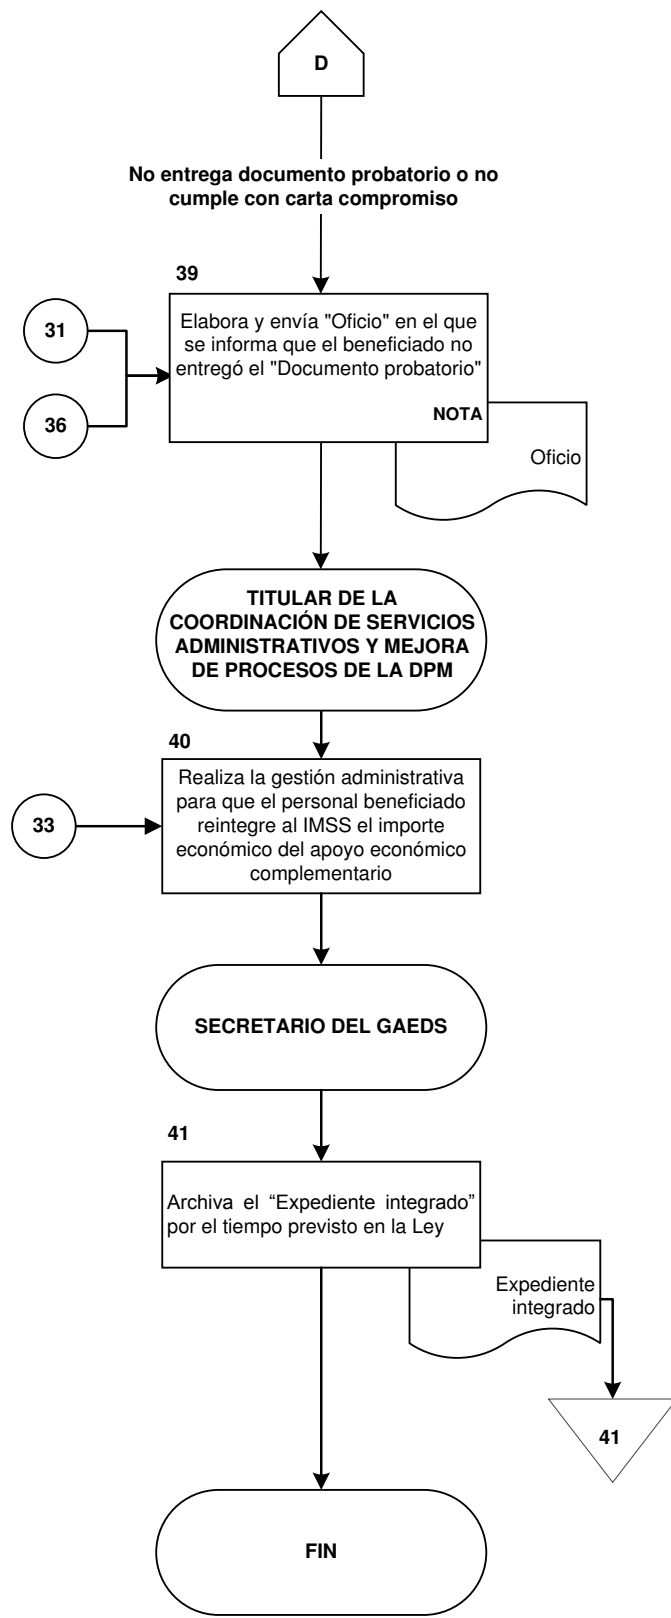 D
No entrega documento probatorio o no
cumple con carta compromiso
39
31
Elabora y envía "Oficio" en el que
se informa que el beneficiado no
entregó el "Documento probatorio"
36
NOTA
Oficio
TITULAR DE LA
COORDINACIÓN DE SERVICIOS
ADMINISTRATIVOS Y MEJORA
DE PROCESOS DE LA DPM
40
33
Realiza la gestión administrativa
para que el personal beneficiado
reintegre al IMSS el importe
económico del apoyo económico
complementario
SECRETARIO DEL GAEDS
41
Archiva el “Expediente integrado”
por el tiempo previsto en la Ley
Expediente
integrado
41
FIN